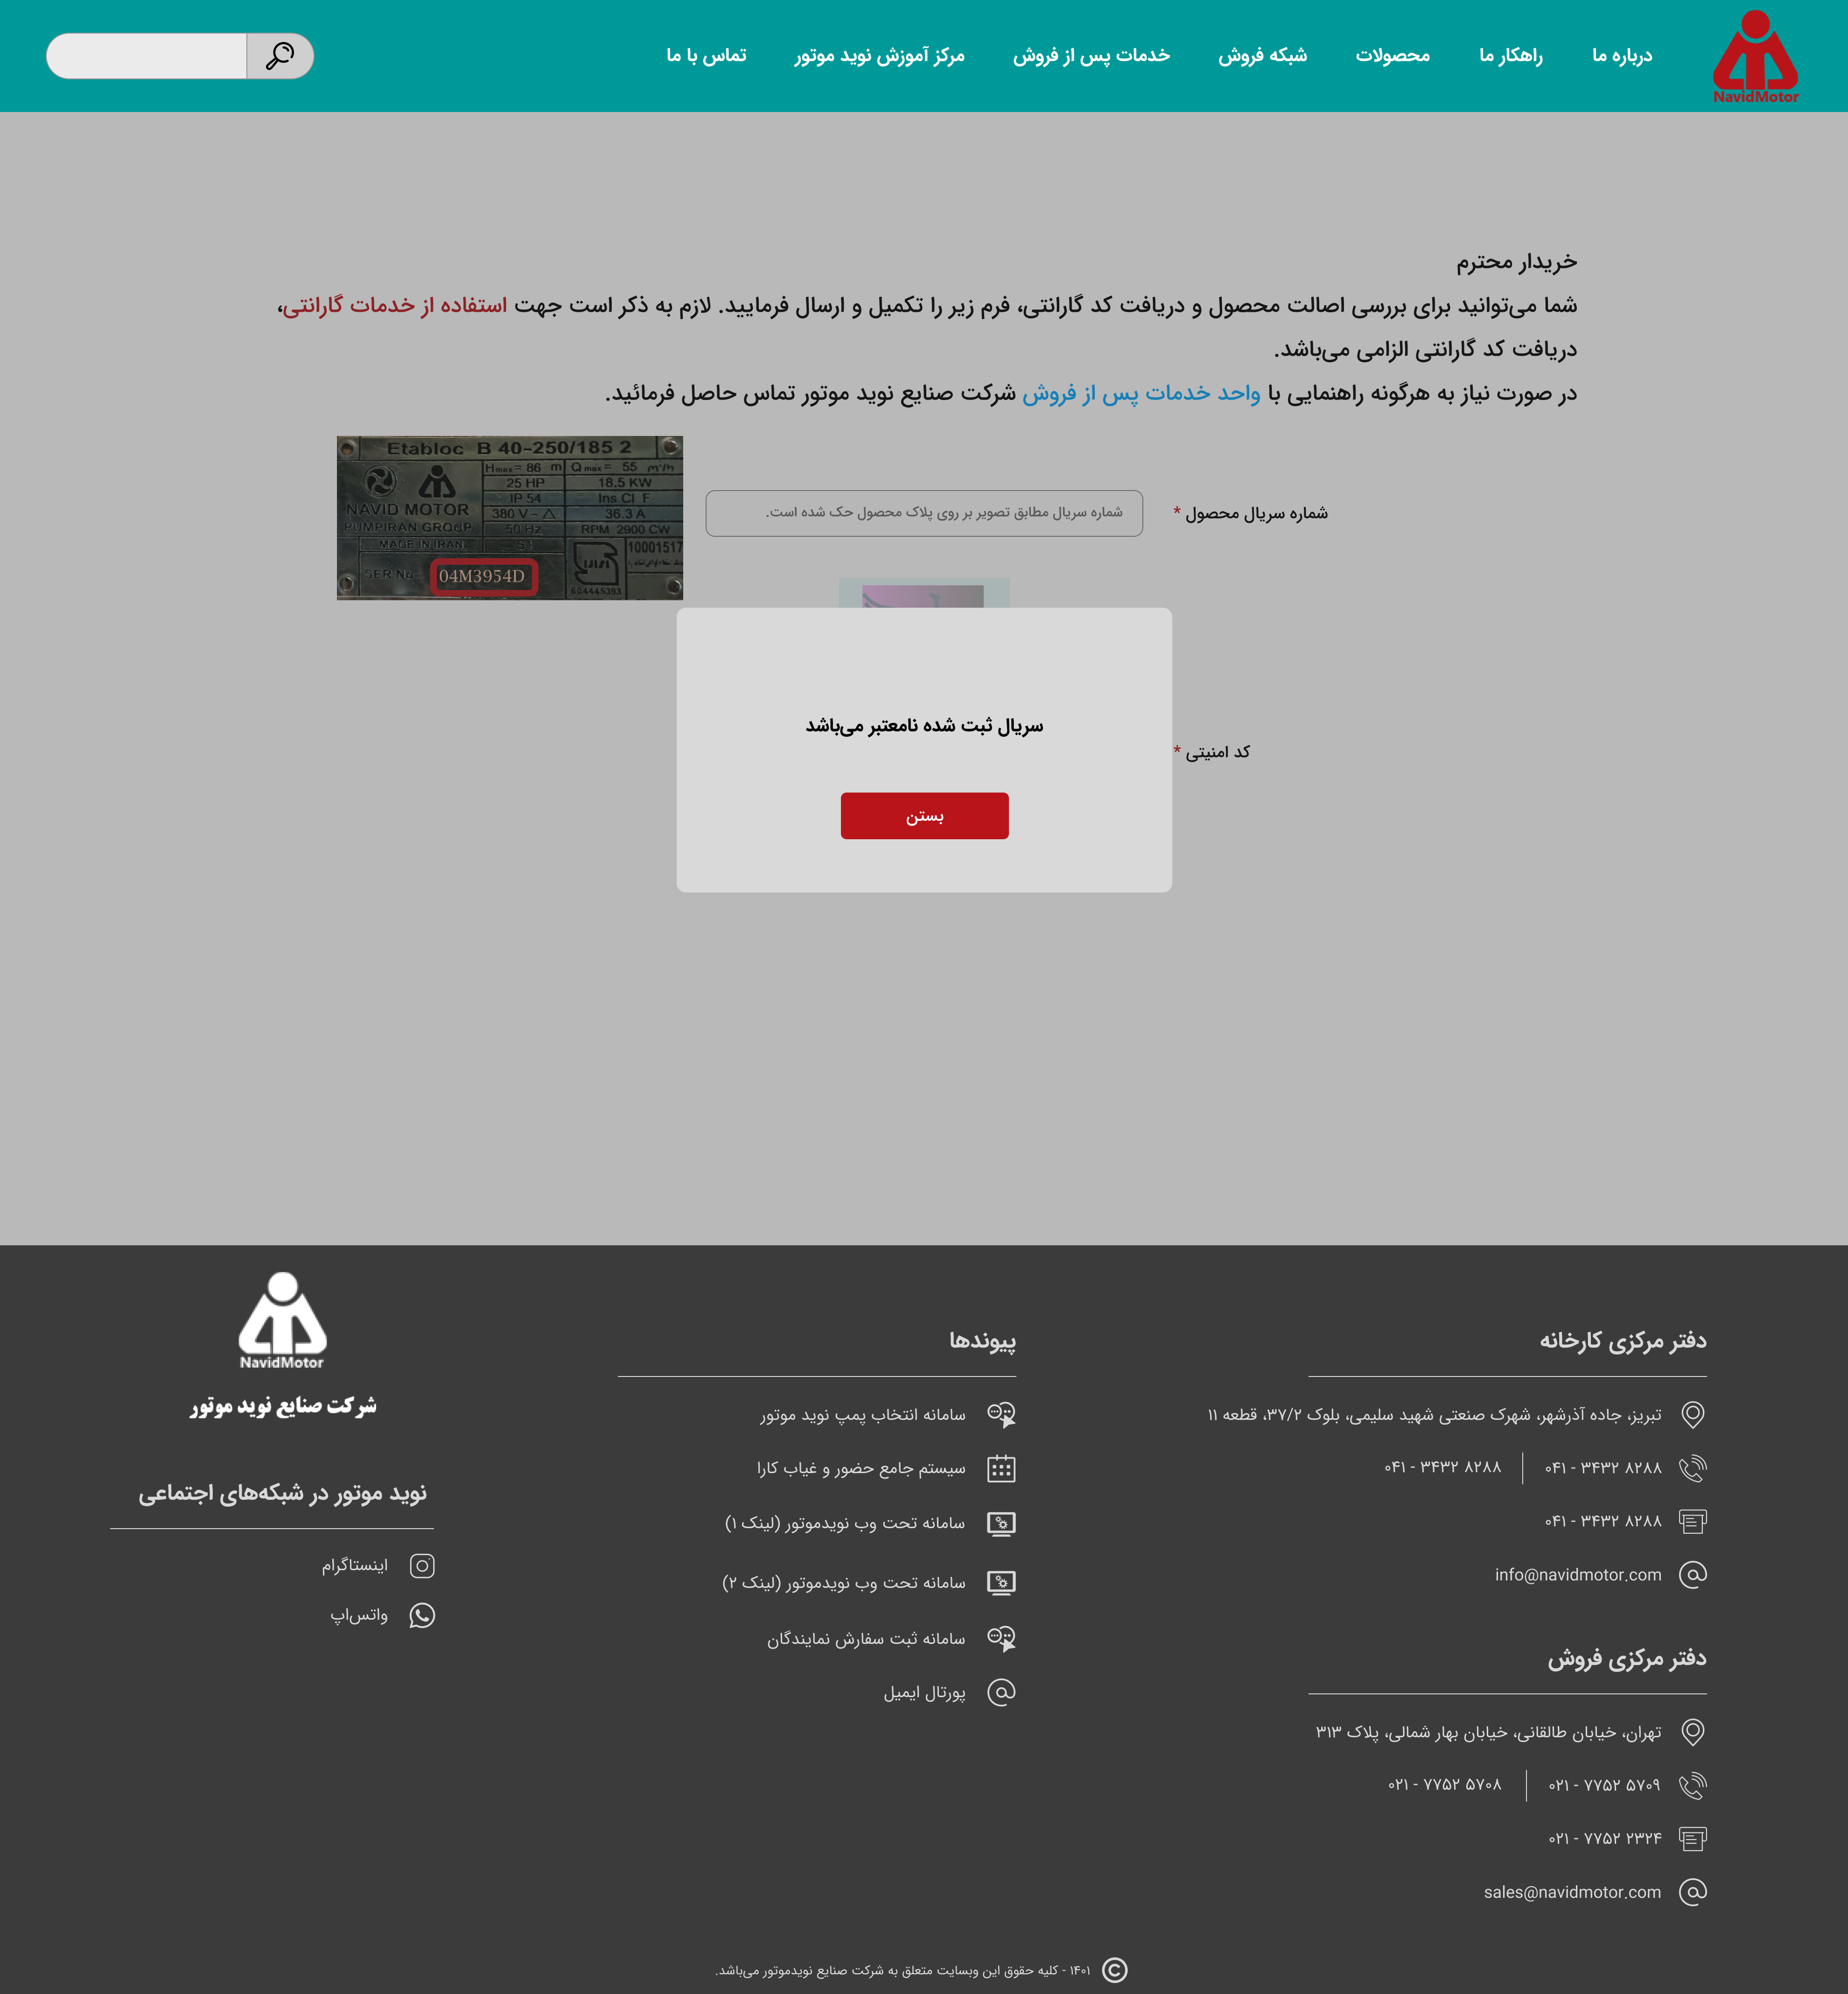 درباره ما
راهکار ما
محصولات
شبکه فروش
خدمات پس از فروش
مرکز آموزش نوید موتور
تماس با ما
NavidMotor
خریدار محترم
شما می‌توانید برای بررسی اصالت محصول و دریافت کد گارانتی، فرم زیر را تکمیل و ارسال فرمایید. لازم به ذکر است جهت استفاده از خدمات گارانتی،
دریافت کد گارانتی الزامی می‌باشد.
در صورت نیاز به هرگونه راهنمایی با واحد خدمات پس از فروش شرکت صنایع نوید موتور تماس حاصل فرمائید.
شماره سریال محصول *
شماره سریال مطابق تصویر بر روی پلاک محصول حک شده است.
Etabloc B 40-250/185 2
Hmax= 86 m Qmax= 55 m³/h
25 HP 18.5 KW
IP 54 Ins.Cl F
NAVID MOTOR 380 V - △ 36.3 A
PUMPIRAN GROUP 50 Hz RPM 2900 CW
MADE IN IRAN S1
10001517
SER No 04M3954D
604445393
سریال ثبت شده نامعتبر می‌باشد
کد امنیتی *
بستن
دفتر مرکزی کارخانه
تبریز، جاده آذرشهر، شهرک صنعتی شهید سلیمی، بلوک ۳۷/۲، قطعه ۱۱
۰۴۱ - ۳۴۳۲ ۸۲۸۸ | ۰۴۱ - ۳۴۳۲ ۸۲۸۸
۰۴۱ - ۳۴۳۲ ۸۲۸۸
info@navidmotor.com
دفتر مرکزی فروش
تهران، خیابان طالقانی، خیابان بهار شمالی، پلاک ۳۱۳
۰۲۱ - ۷۷۵۲ ۵۷۰۹ | ۰۲۱ - ۷۷۵۲ ۵۷۰۸
۰۲۱ - ۷۷۵۲ ۲۳۲۴
sales@navidmotor.com
پیوندها
سامانه انتخاب پمپ نوید موتور
سیستم جامع حضور و غیاب کارا
سامانه تحت وب نویدموتور (لینک ۱)
سامانه تحت وب نویدموتور (لینک ۲)
سامانه ثبت سفارش نمایندگان
پورتال ایمیل
NavidMotor
شرکت صنایع نوید موتور
نوید موتور در شبکه‌های اجتماعی
اینستاگرام
واتس‌اپ
© ۱۴۰۱ - کلیه حقوق این وبسایت متعلق به شرکت صنایع نویدموتور می‌باشد.